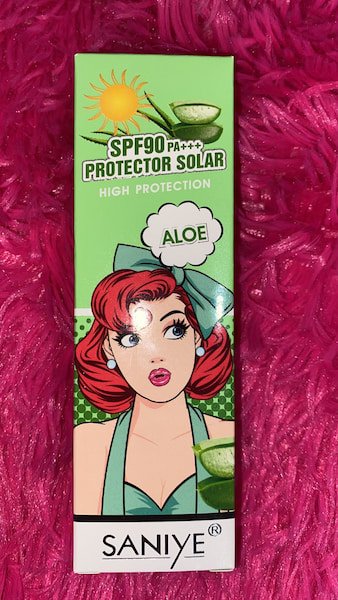 SPF90 PA+++
PROTECTOR SOLAR
HIGH PROTECTION
ALOE
SANIYE®